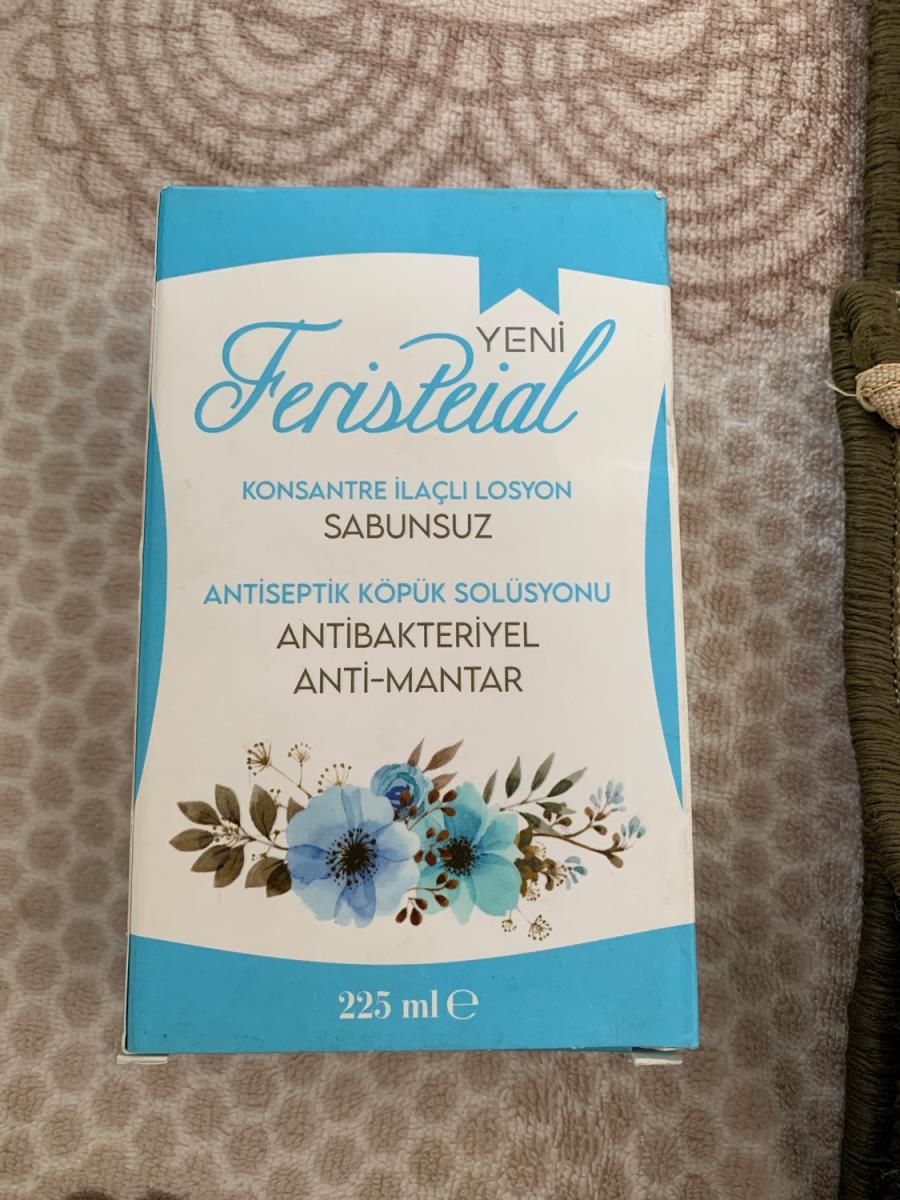 YENİ
Feristeial
KONSANTRE İLAÇLI LOSYON
SABUNSUZ
ANTİSEPTİK KÖPÜK SOLÜSYONU
ANTİBAKTERİYEL
ANTİ-MANTAR
225 ml ℮